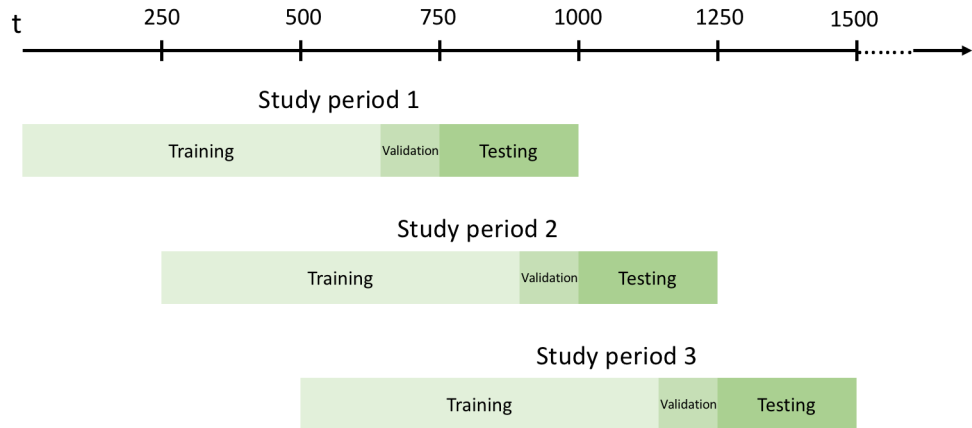 t 250 500 750 1000 1250 1500
Study period 1
Training Validation Testing
Study period 2
Training Validation Testing
Study period 3
Training Validation Testing